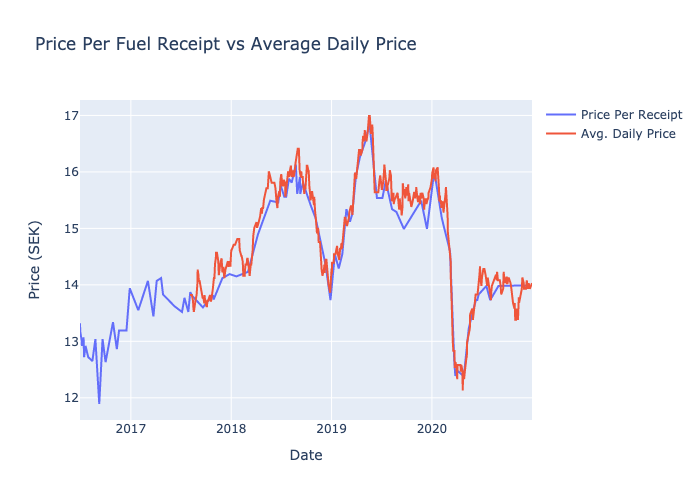 Price Per Fuel Receipt vs Average Daily Price
Price Per Receipt
Avg. Daily Price
Price (SEK)
17
16
15
14
13
12
2017
2018
2019
2020
Date